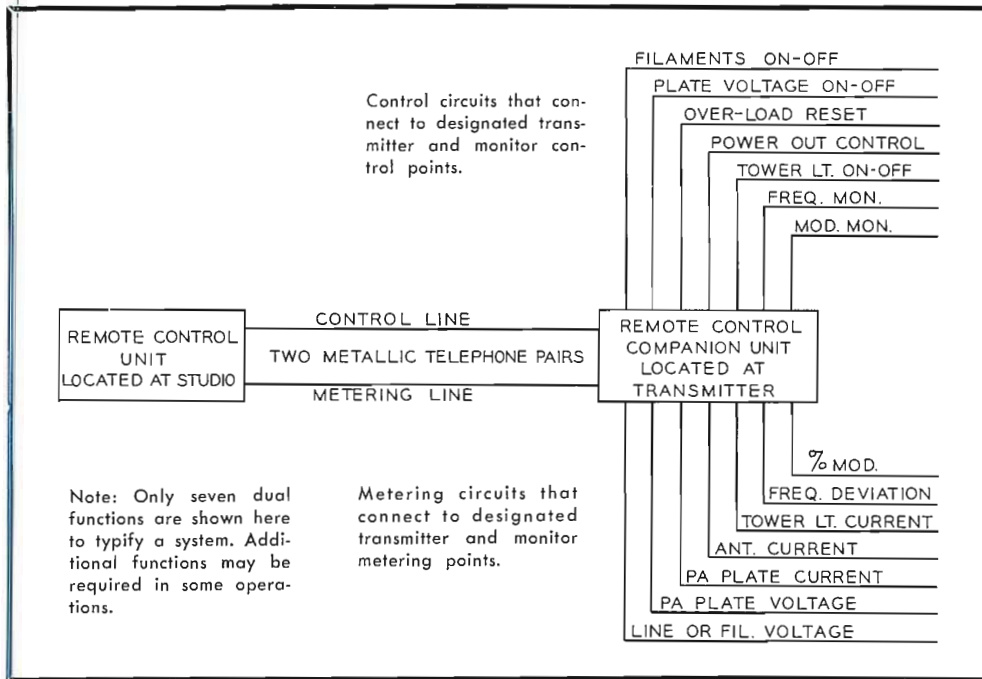 FILAMENTS ON-OFF
PLATE VOLTAGE ON-OFF
OVER-LOAD RESET
POWER OUT CONTROL
TOWER LT. ON-OFF
FREQ. MON.
MOD. MON.
Control circuits that con-
nect to designated trans-
mitter and monitor con-
trol points.
REMOTE CONTROL
UNIT
LOCATED AT STUDIO
CONTROL LINE
TWO METALLIC TELEPHONE PAIRS
METERING LINE
REMOTE CONTROL
COMPANION UNIT
LOCATED AT
TRANSMITTER
Note: Only seven dual
functions are shown here
to typify a system. Addi-
tional functions may be
required in some opera-
tions.
Metering circuits that
connect to designated
transmitter and monitor
metering points.
% MOD.
FREQ. DEVIATION
TOWER LT. CURRENT
ANT. CURRENT
PA PLATE CURRENT
PA PLATE VOLTAGE
LINE OR FIL. VOLTAGE